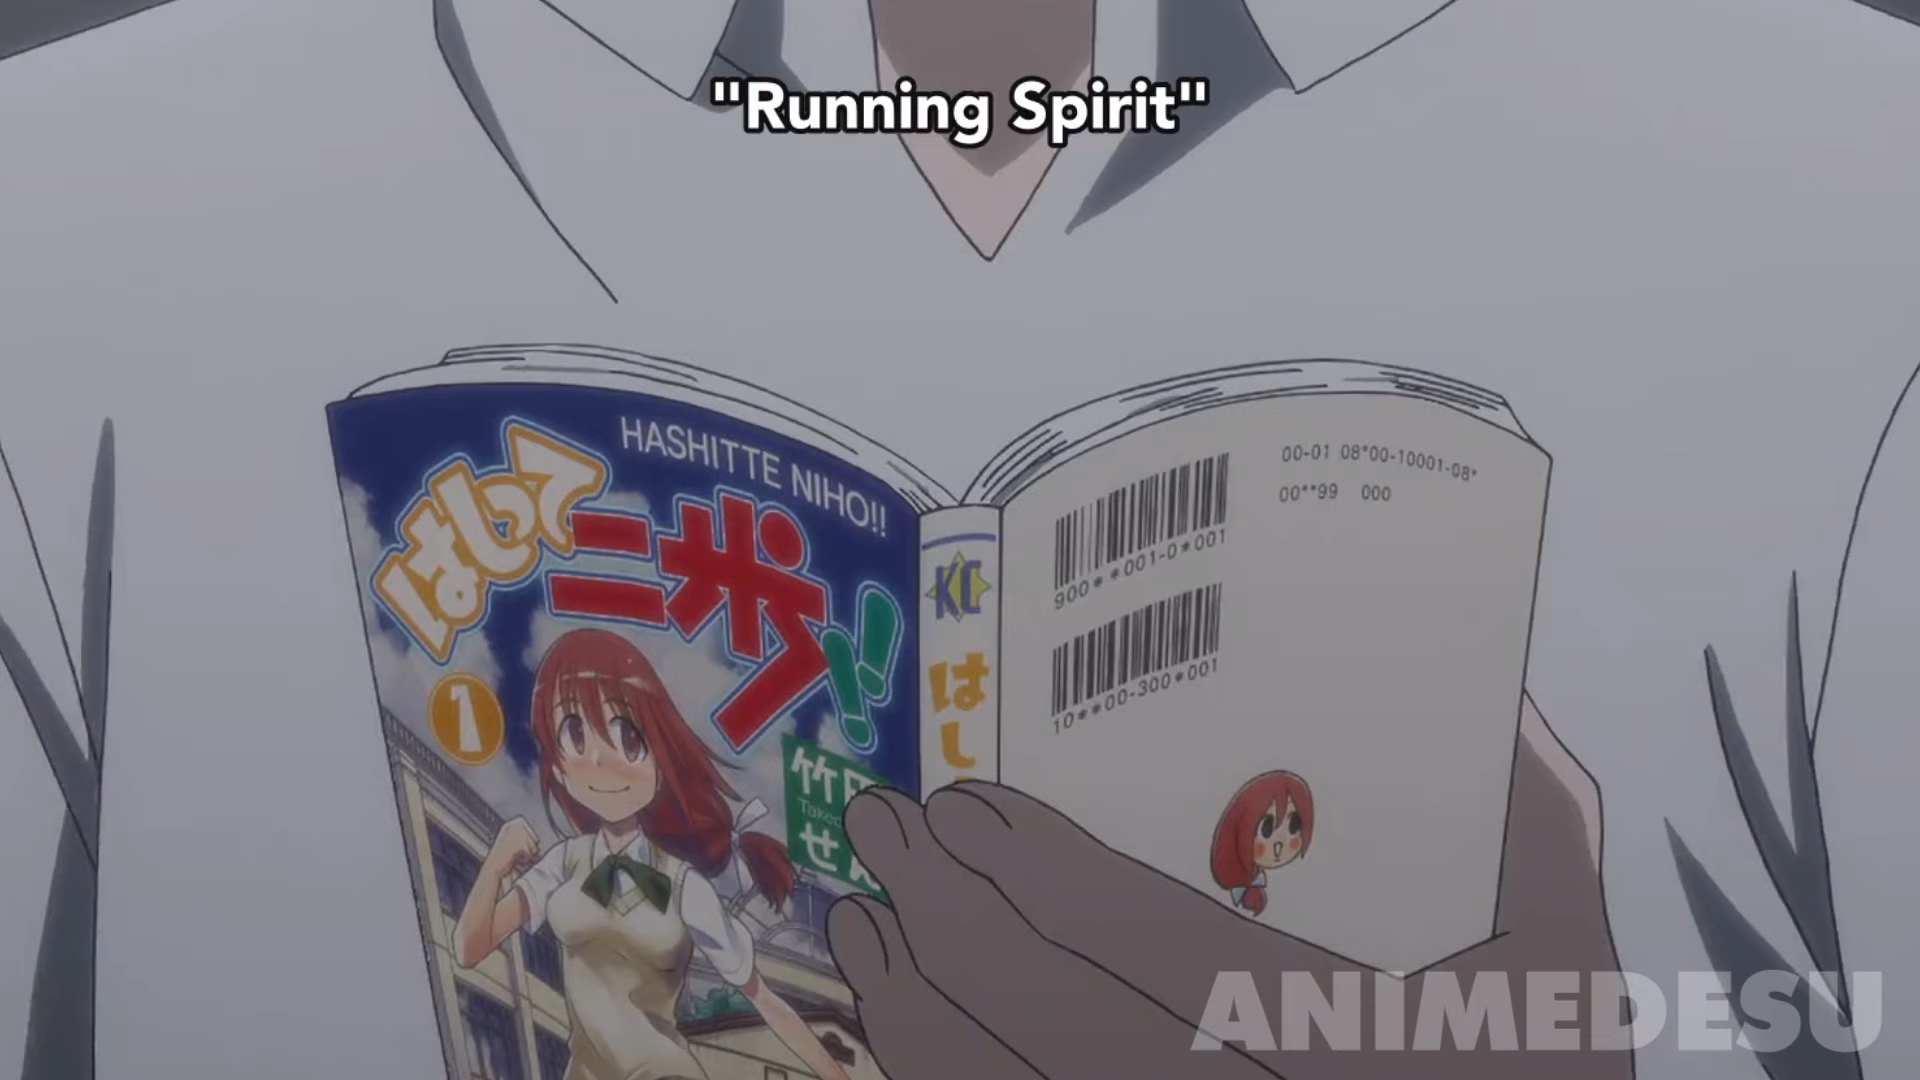 "Running Spirit"
HASHITTE NIHO!!
はしって
ニ歩!!
1
竹
せ
KC
はし
00-01 08*00-10001-08*
00**99 000
900**001-0*001
10**00-300*001
ANIMEDESU